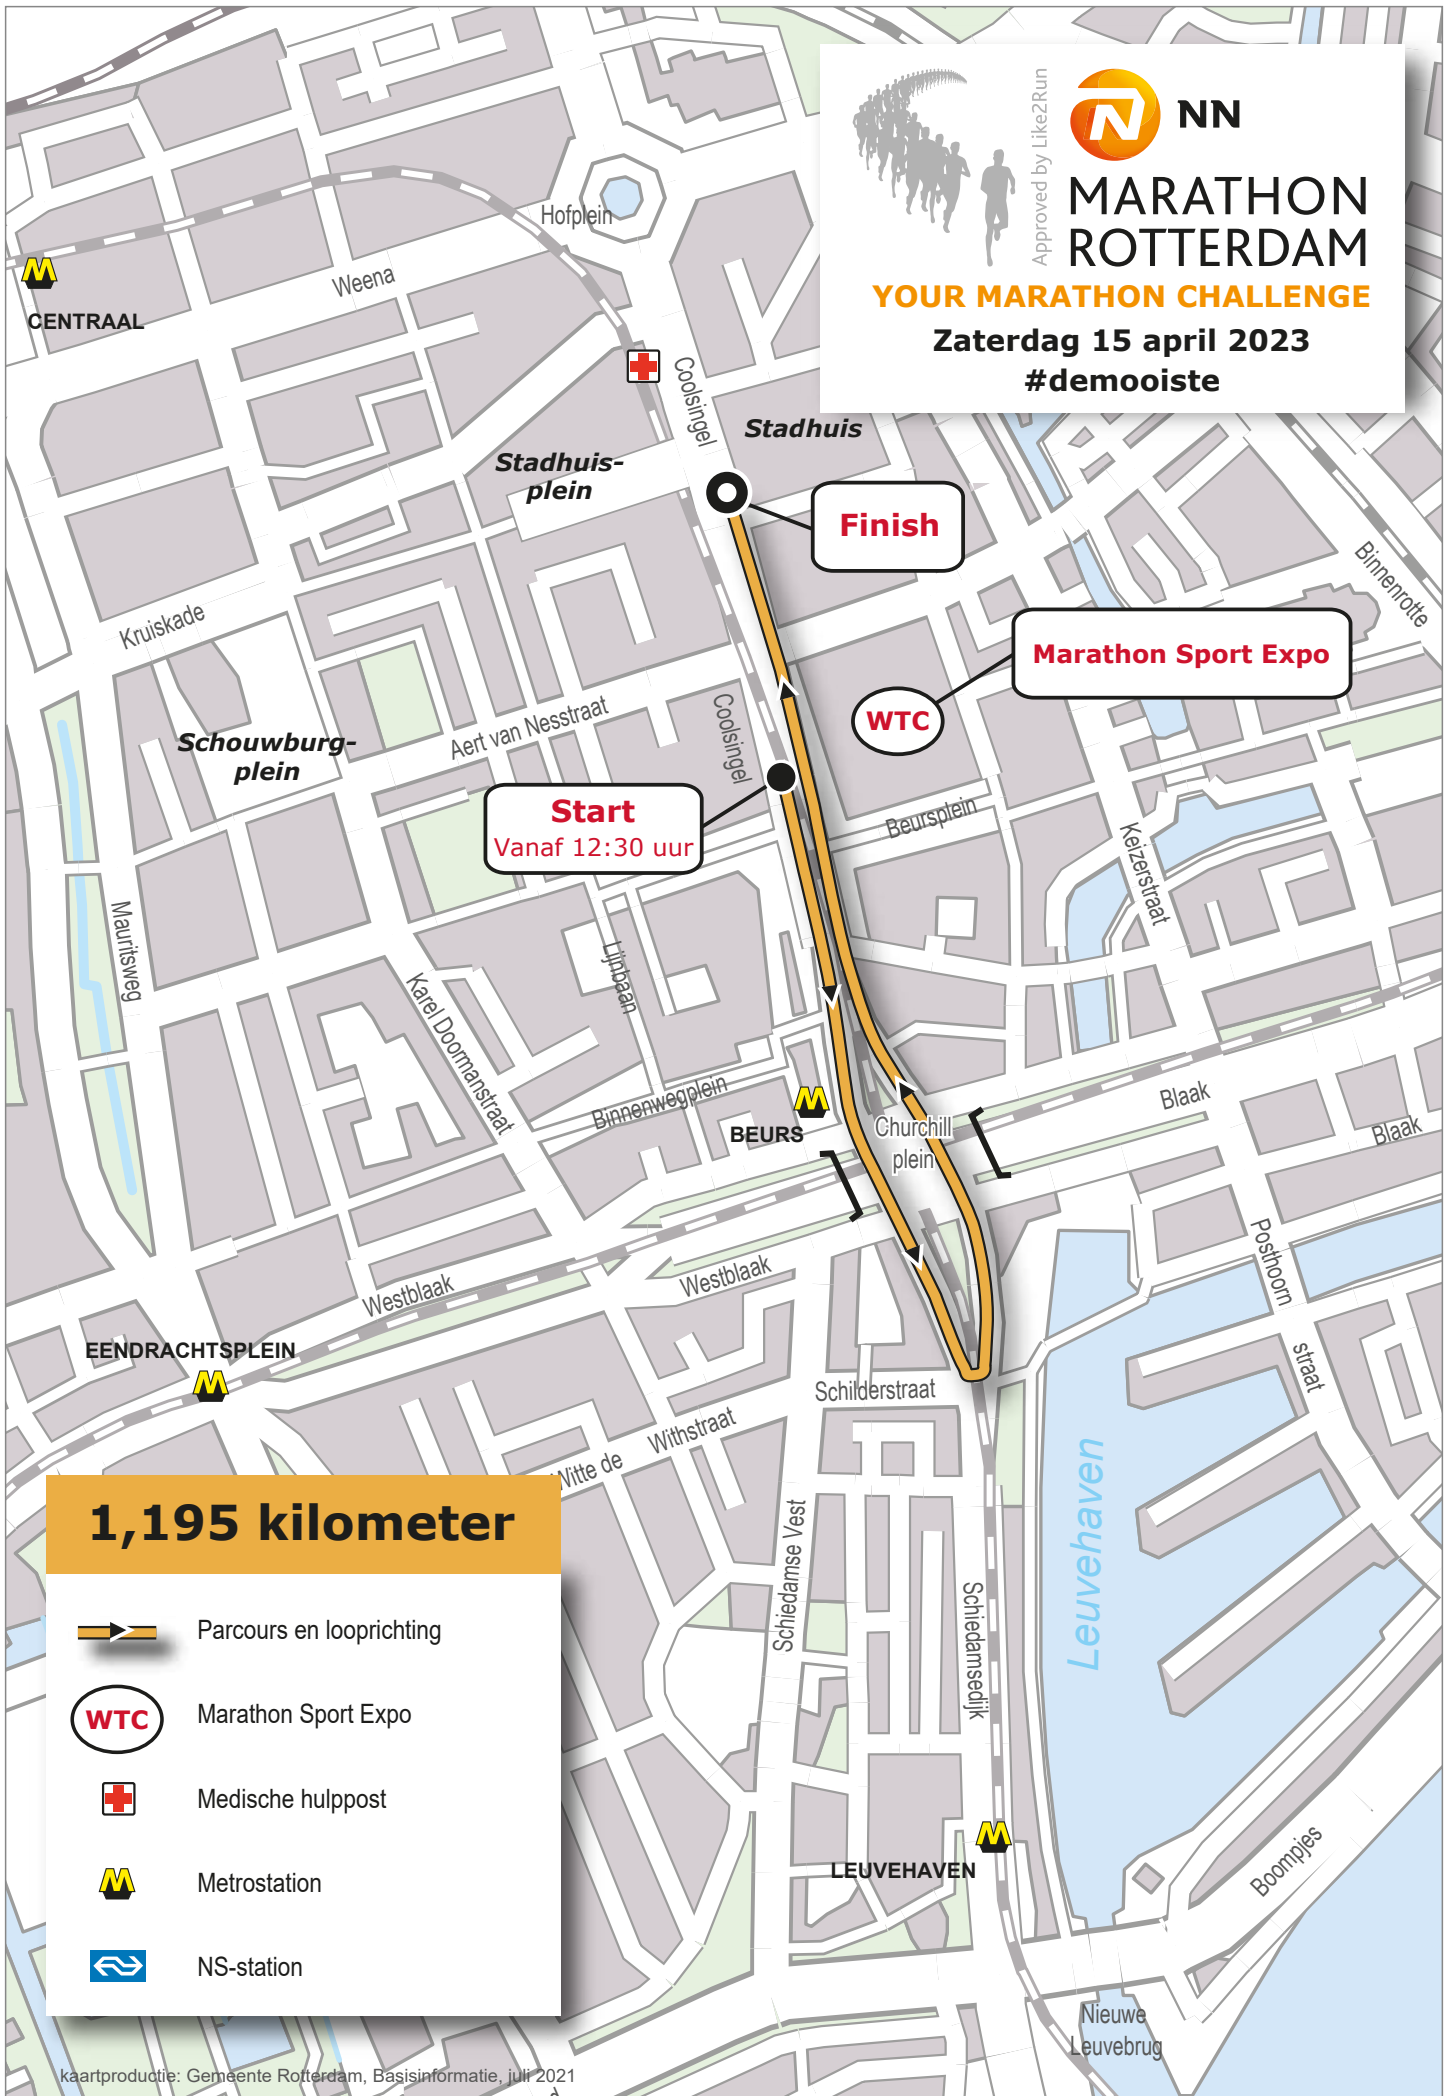 Approved by Like2Run
NN
MARATHON
ROTTERDAM
YOUR MARATHON CHALLENGE
Zaterdag 15 april 2023
#demooiste
Hofplein
Weena
CENTRAAL
Coolsingel
Stadhuis
Stadhuis-
plein
Finish
Binnenrotte
Kruiskade
Marathon Sport Expo
WTC
Aert van Nesstraat
Coolsingel
Schouwburg-
plein
Start
Vanaf 12:30 uur
Beursplein
Keizerstraat
Mauritsweg
Lijnbaan
Karel Doormanstraat
Binnenwegplein
BEURS
Churchill
plein
Blaak
Blaak
Westblaak
Westblaak
Posthoorn
straat
EENDRACHTSPLEIN
Schilderstraat
Witte de
Withstraat
Leuvehaven
Schiedamse Vest
Schiedamsedijk
1,195 kilometer
Parcours en looprichting
WTC
Marathon Sport Expo
Medische hulppost
Metrostation
NS-station
LEUVEHAVEN
Boompjes
Nieuwe
Leuvebrug
kaartproductie: Gemeente Rotterdam, Basisinformatie, juli 2021